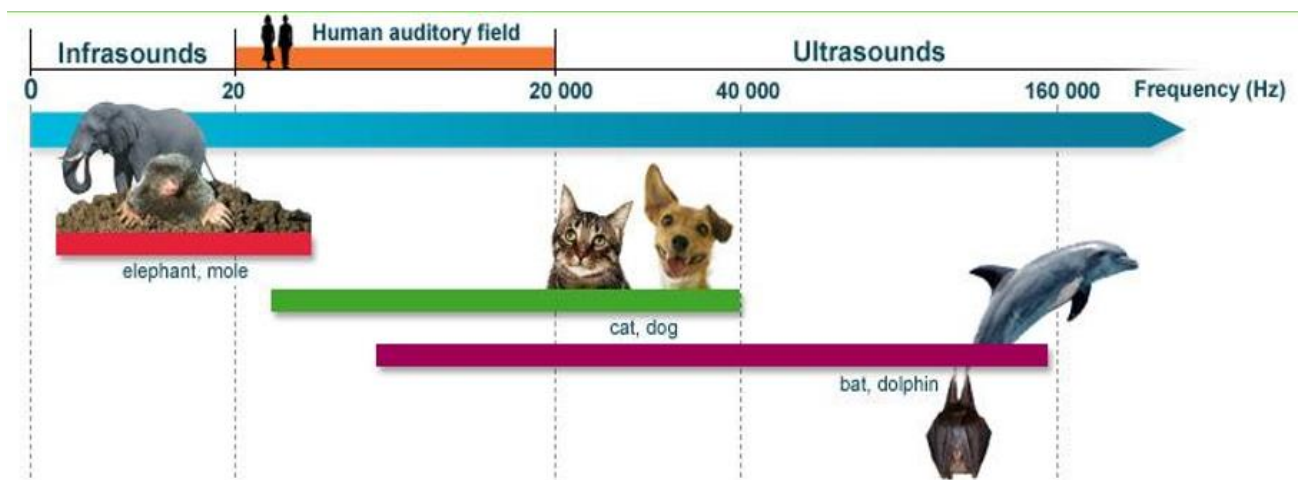 Infrasounds
Human auditory field
Ultrasounds
0
20
20 000
40 000
160 000
Frequency (Hz)
elephant, mole
cat, dog
bat, dolphin